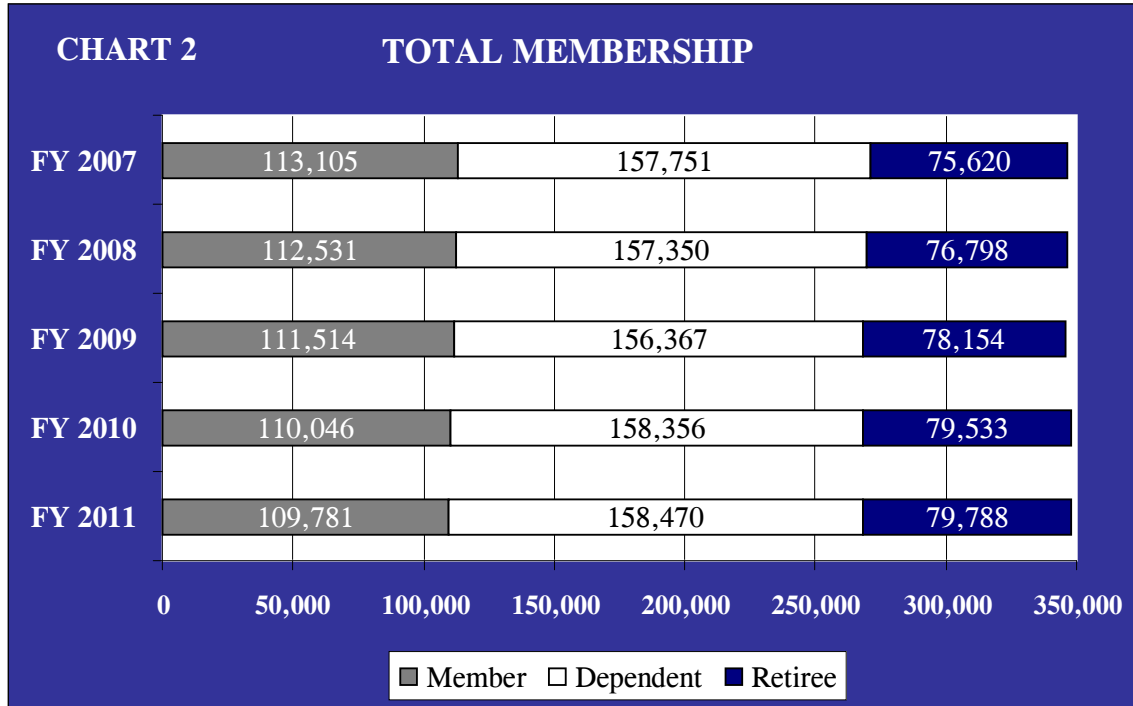 CHART 2 TOTAL MEMBERSHIP
FY 2007 113,105 157,751 75,620
FY 2008 112,531 157,350 76,798
FY 2009 111,514 156,367 78,154
FY 2010 110,046 158,356 79,533
FY 2011 109,781 158,470 79,788
0 50,000 100,000 150,000 200,000 250,000 300,000 350,000
Member Dependent Retiree